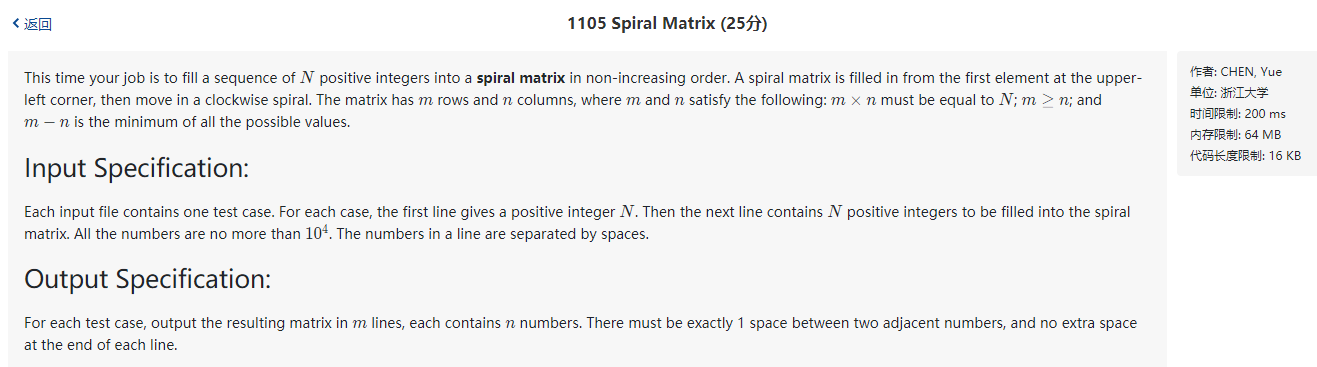 返回
1105 Spiral Matrix (25分)
This time your job is to fill a sequence of N positive integers into a spiral matrix in non-increasing order. A spiral matrix is filled in from the first element at the upper-
left corner, then move in a clockwise spiral. The matrix has m rows and n columns, where m and n satisfy the following: m × n must be equal to N; m ≥ n; and
m − n is the minimum of all the possible values.
Input Specification:
Each input file contains one test case. For each case, the first line gives a positive integer N. Then the next line contains N positive integers to be filled into the spiral
matrix. All the numbers are no more than 10⁴. The numbers in a line are separated by spaces.
Output Specification:
For each test case, output the resulting matrix in m lines, each contains n numbers. There must be exactly 1 space between two adjacent numbers, and no extra space
at the end of each line.
作者: CHEN, Yue
单位: 浙江大学
时间限制: 200 ms
内存限制: 64 MB
代码长度限制: 16 KB